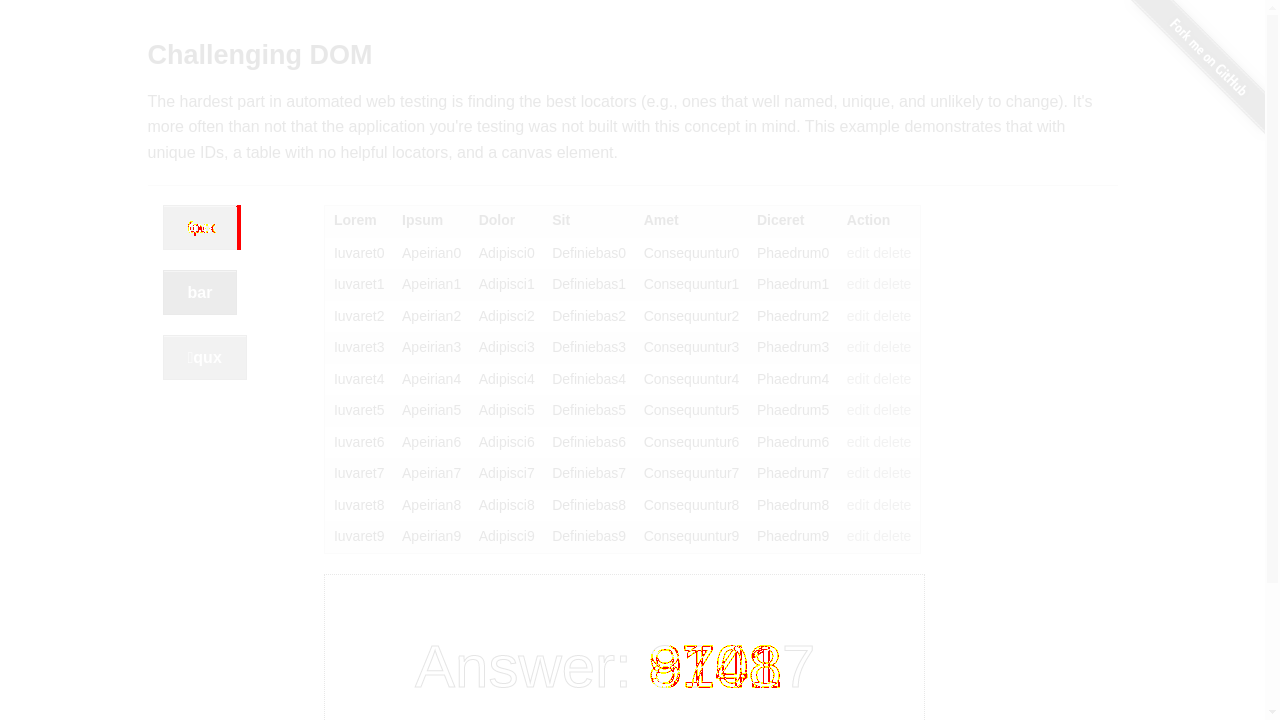 Fork me on GitHub
Challenging DOM
The hardest part in automated web testing is finding the best locators (e.g., ones that well named, unique, and unlikely to change). It's
more often than not that the application you're testing was not built with this concept in mind. This example demonstrates that with
unique IDs, a table with no helpful locators, and a canvas element.
bar
qux
Lorem Ipsum Dolor Sit Amet Diceret Action
Iuvaret0 Apeirian0 Adipisci0 Definiebas0 Consequuntur0 Phaedrum0 edit delete
Iuvaret1 Apeirian1 Adipisci1 Definiebas1 Consequuntur1 Phaedrum1 edit delete
Iuvaret2 Apeirian2 Adipisci2 Definiebas2 Consequuntur2 Phaedrum2 edit delete
Iuvaret3 Apeirian3 Adipisci3 Definiebas3 Consequuntur3 Phaedrum3 edit delete
Iuvaret4 Apeirian4 Adipisci4 Definiebas4 Consequuntur4 Phaedrum4 edit delete
Iuvaret5 Apeirian5 Adipisci5 Definiebas5 Consequuntur5 Phaedrum5 edit delete
Iuvaret6 Apeirian6 Adipisci6 Definiebas6 Consequuntur6 Phaedrum6 edit delete
Iuvaret7 Apeirian7 Adipisci7 Definiebas7 Consequuntur7 Phaedrum7 edit delete
Iuvaret8 Apeirian8 Adipisci8 Definiebas8 Consequuntur8 Phaedrum8 edit delete
Iuvaret9 Apeirian9 Adipisci9 Definiebas9 Consequuntur9 Phaedrum9 edit delete
Answer: